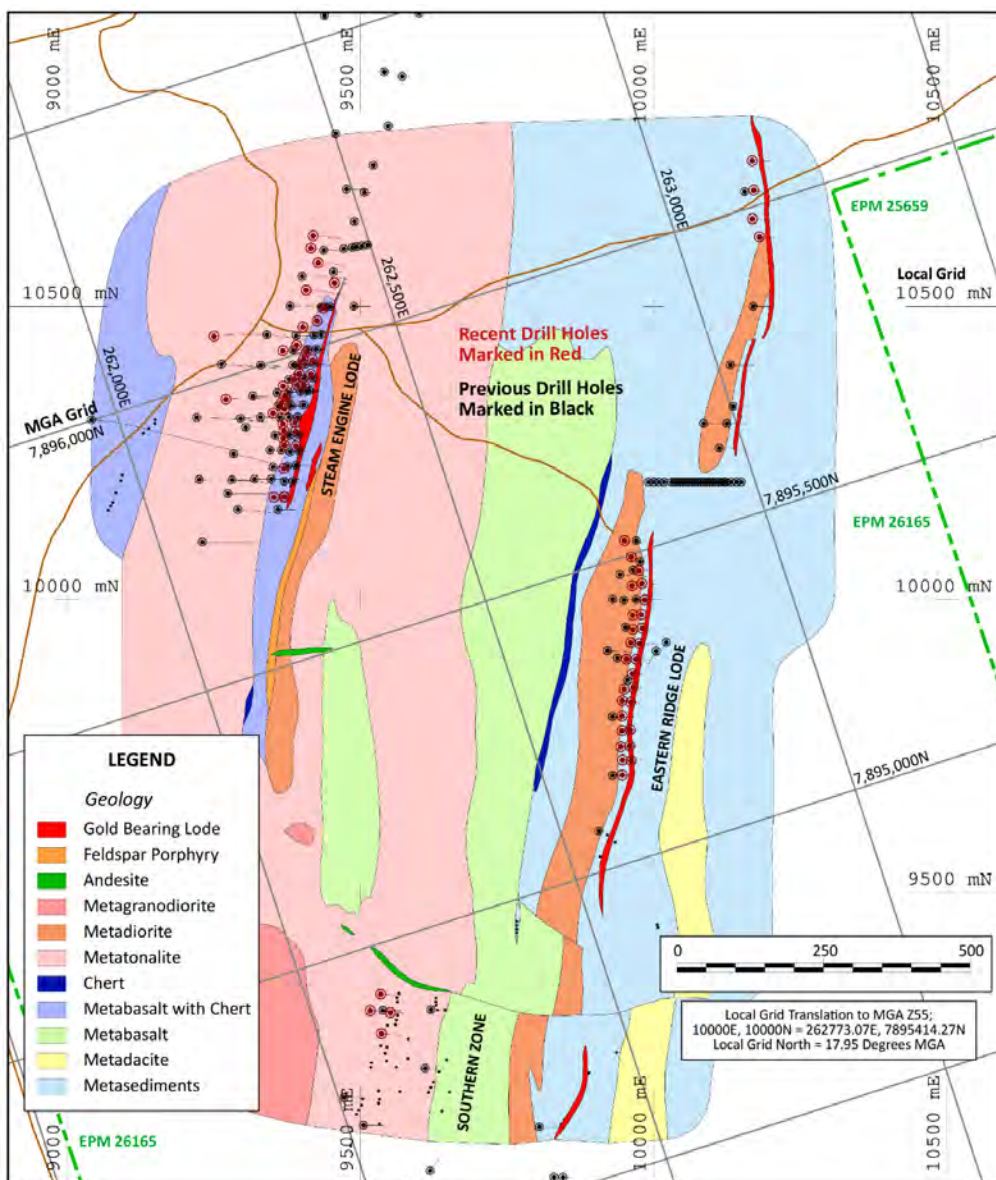 9000 mE
9500 mE
10000 mE
10500 mE
263,000E
EPM 25659
262,500E
Local Grid
10500 mN
10500 mN
Recent Drill Holes
Marked in Red
262,000E
Previous Drill Holes
Marked in Black
MGA Grid
7,896,000N
STEAM ENGINE LODE
7,895,500N
EPM 26165
10000 mN
10000 mN
EASTERN RIDGE LODE
7,895,000N
LEGEND
Geology
Gold Bearing Lode
Feldspar Porphyry
Andesite
Metagranodiorite
Metadiorite
Metatonalite
Chert
Metabasalt with Chert
Metabasalt
Metadacite
Metasediments
9500 mN
0 250 500
Local Grid Translation to MGA Z55;
10000E, 10000N = 262773.07E, 7895414.27N
Local Grid North = 17.95 Degrees MGA
SOUTHERN ZONE
EPM 26165
9000 mE
9500 mE
10000 mE
10500 mE